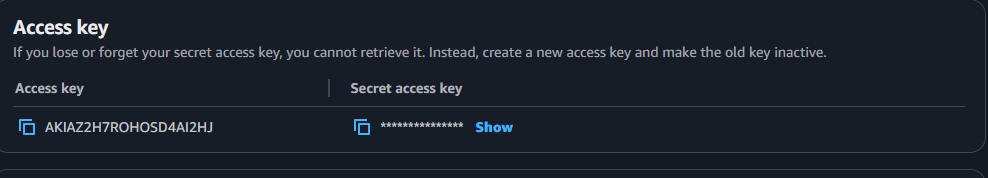 Access key
If you lose or forget your secret access key, you cannot retrieve it. Instead, create a new access key and make the old key inactive.
Access key | Secret access key
AKIAZ2H7ROHOSD4AI2HJ *************** Show